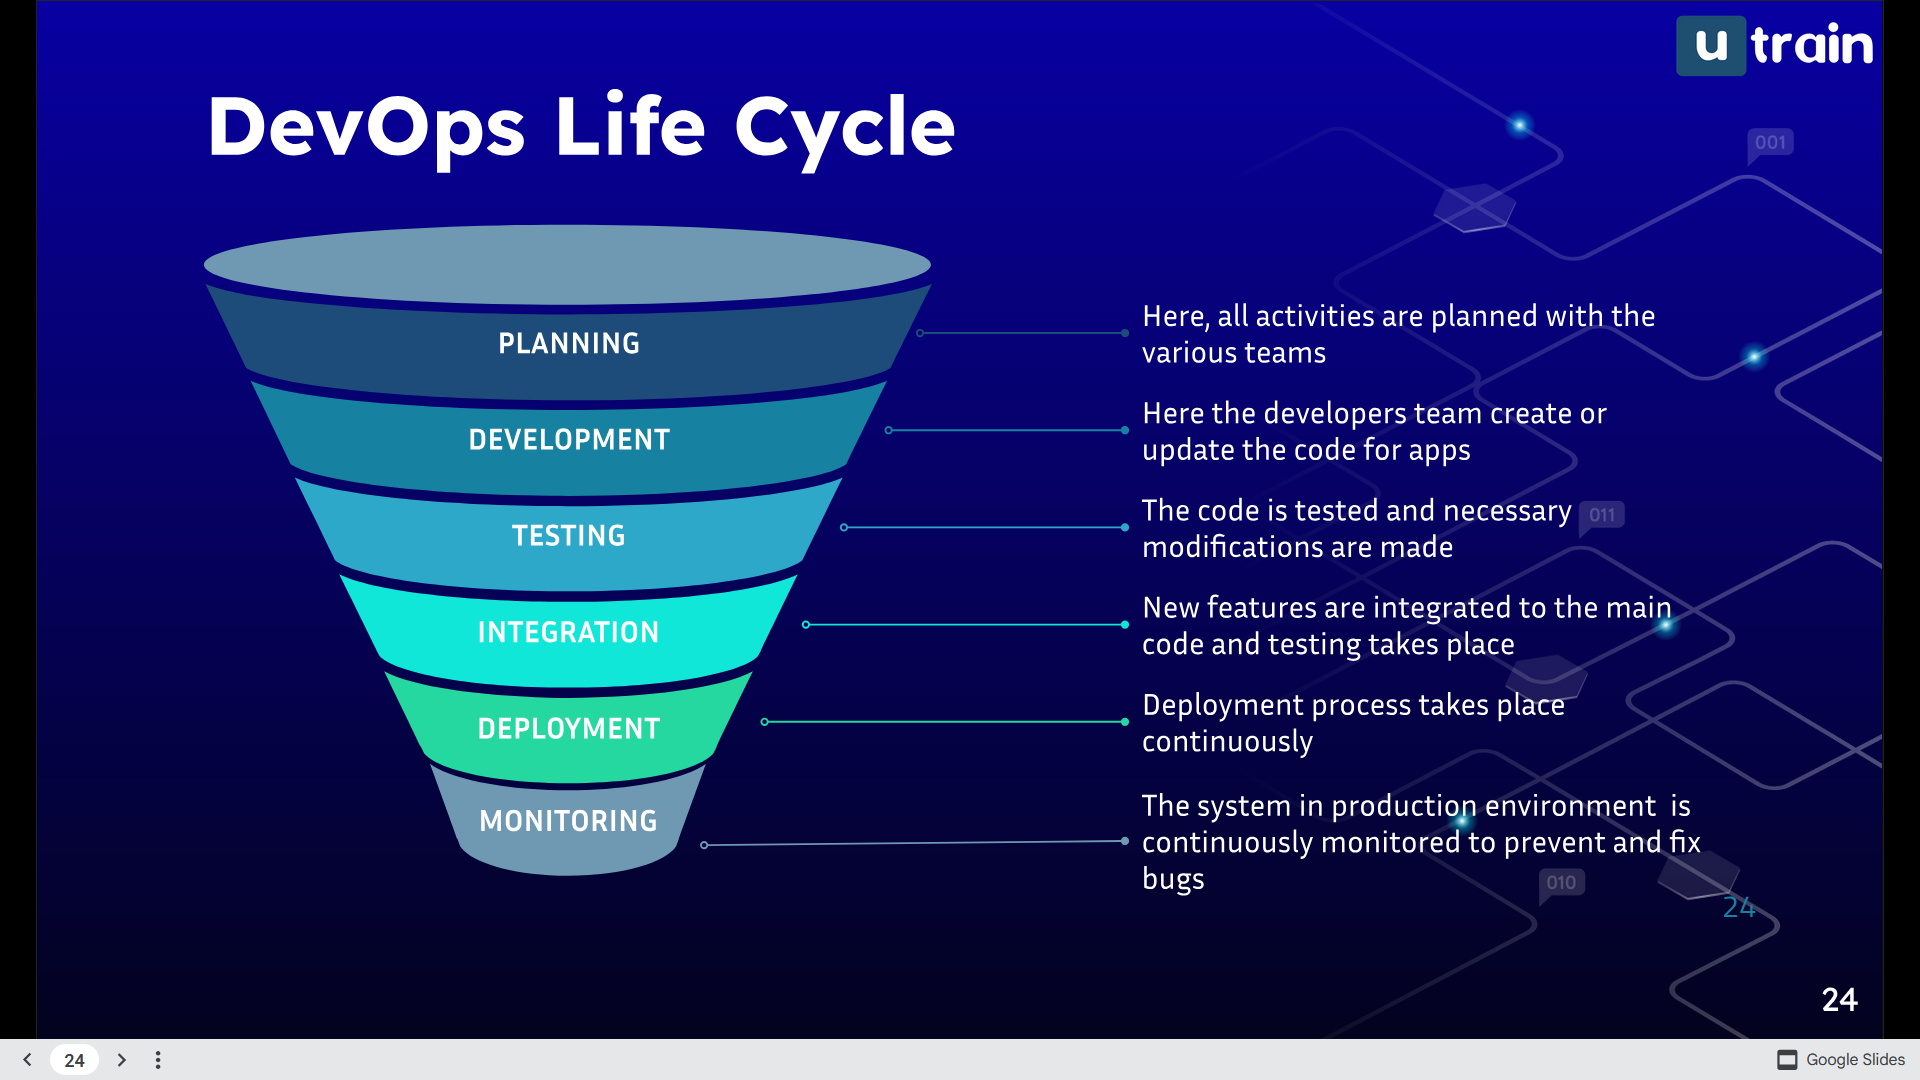 u train
DevOps Life Cycle
001
PLANNING
Here, all activities are planned with the
various teams
DEVELOPMENT
Here the developers team create or
update the code for apps
TESTING
The code is tested and necessary
modifications are made
011
INTEGRATION
New features are integrated to the main
code and testing takes place
DEPLOYMENT
Deployment process takes place
continuously
MONITORING
The system in production environment  is
continuously monitored to prevent and fix
bugs
010
24
24
24
Google Slides